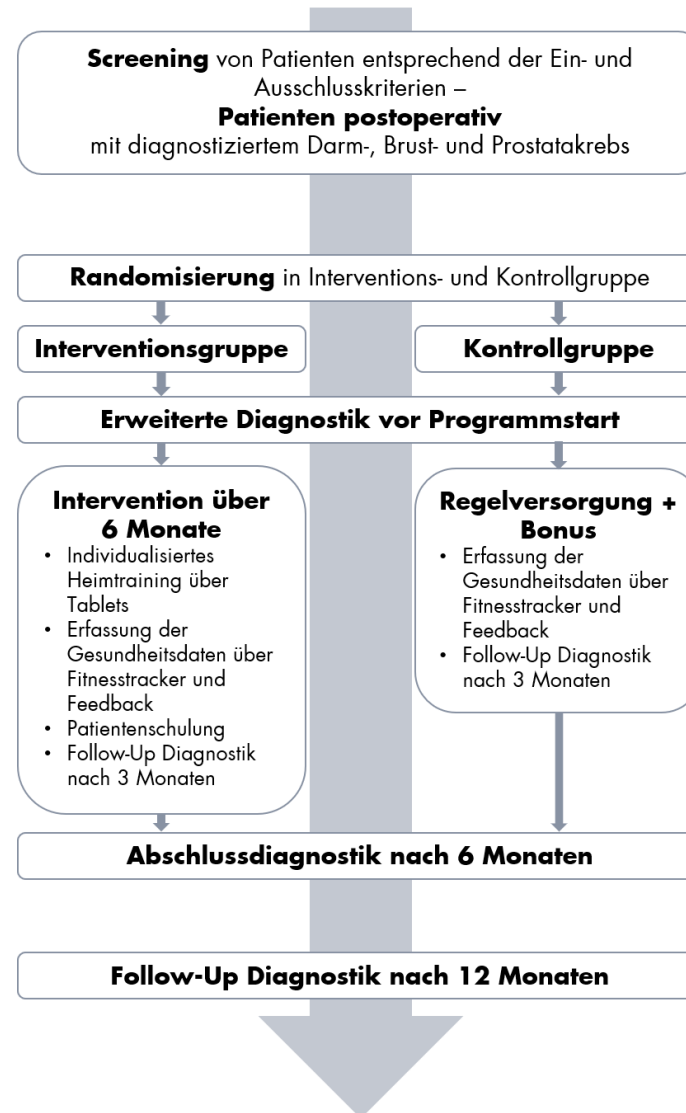 Screening von Patienten entsprechend der Ein- und
Ausschlusskriterien –
Patienten postoperativ
mit diagnostiziertem Darm-, Brust- und Prostatakrebs
Randomisierung in Interventions- und Kontrollgruppe
Interventionsgruppe
Kontrollgruppe
Erweiterte Diagnostik vor Programmstart
Intervention über
6 Monate
• Individualisiertes
Heimtraining über
Tablets
• Erfassung der
Gesundheitsdaten über
Fitnesstracker und
Feedback
• Patientenschulung
• Follow-Up Diagnostik
nach 3 Monaten
Regelversorgung +
Bonus
• Erfassung der
Gesundheitsdaten über
Fitnesstracker und
Feedback
• Follow-Up Diagnostik
nach 3 Monaten
Abschlussdiagnostik nach 6 Monaten
Follow-Up Diagnostik nach 12 Monaten